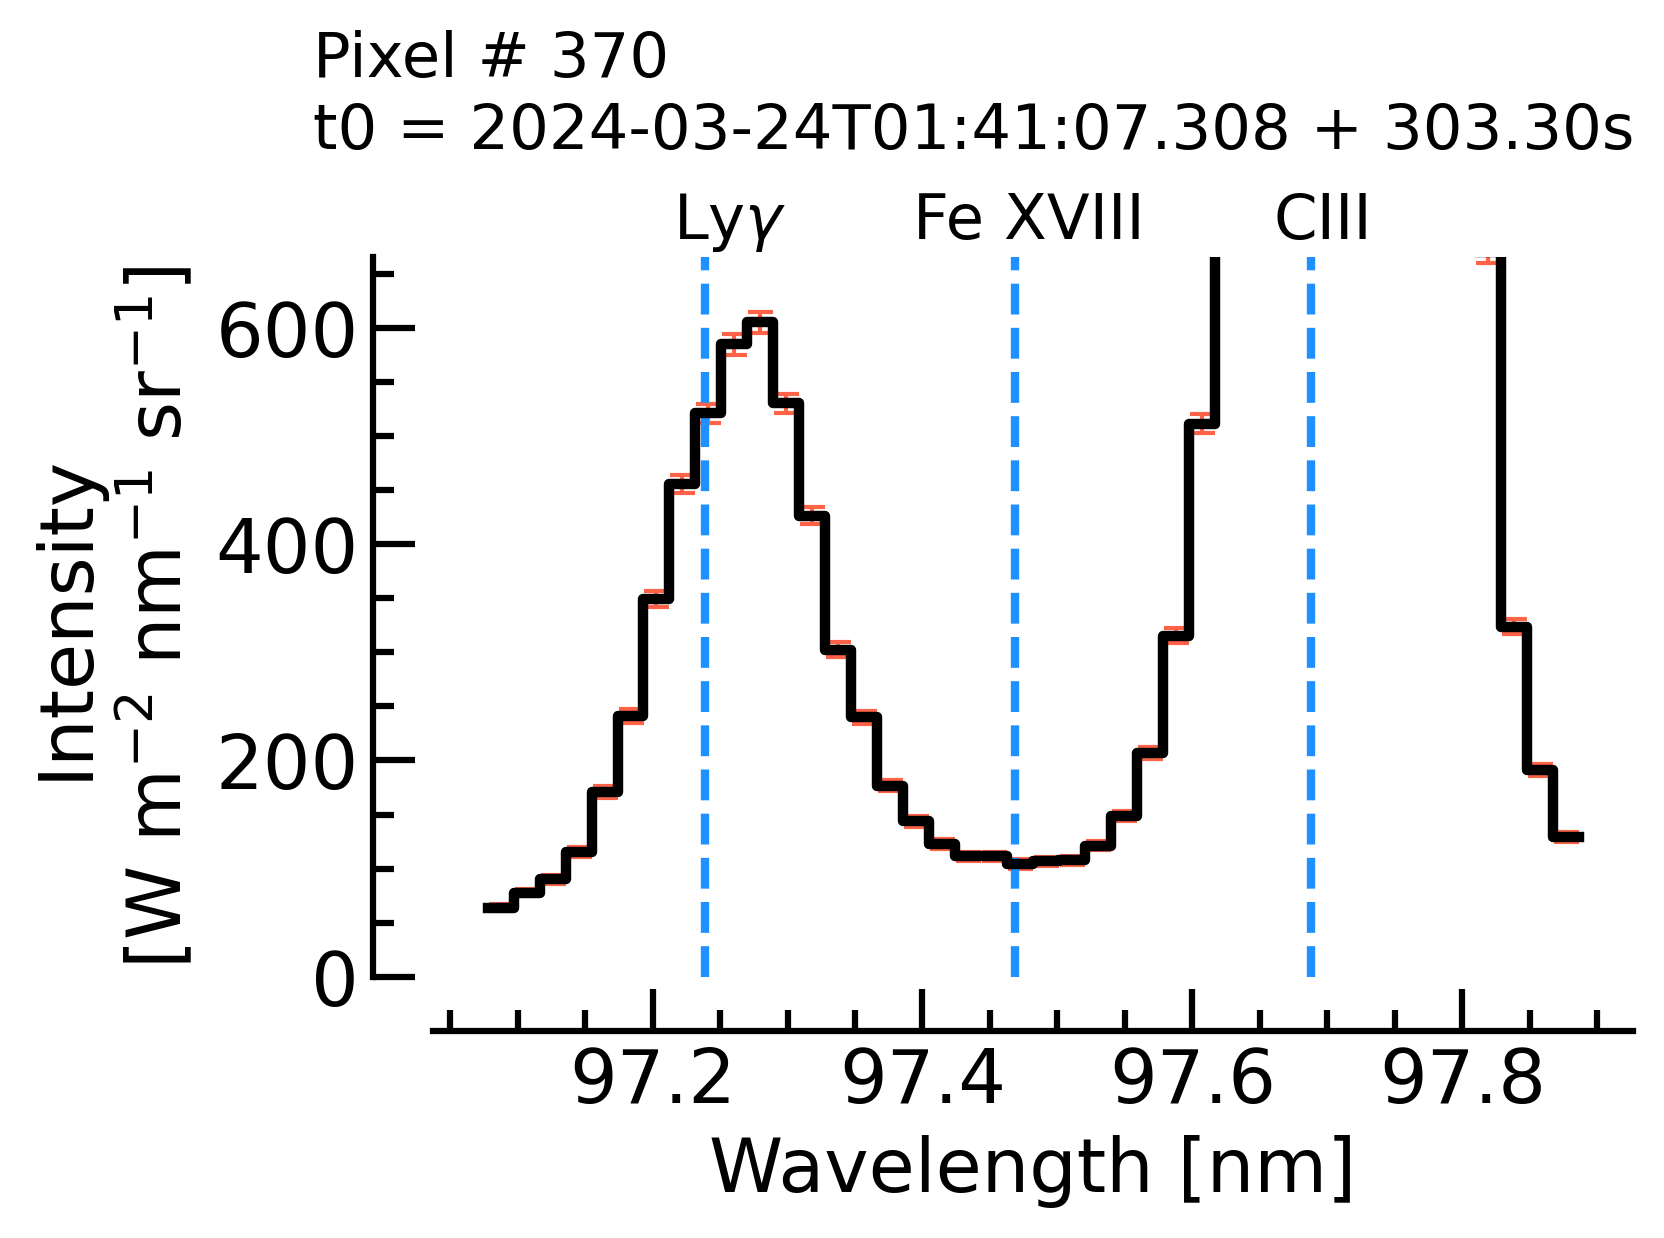 Pixel # 370
t0 = 2024-03-24T01:41:07.308 + 303.30s
Lyγ Fe XVIII CIII
Intensity
[W m⁻² nm⁻¹ sr⁻¹]
600
400
200
0
97.2 97.4 97.6 97.8
Wavelength [nm]